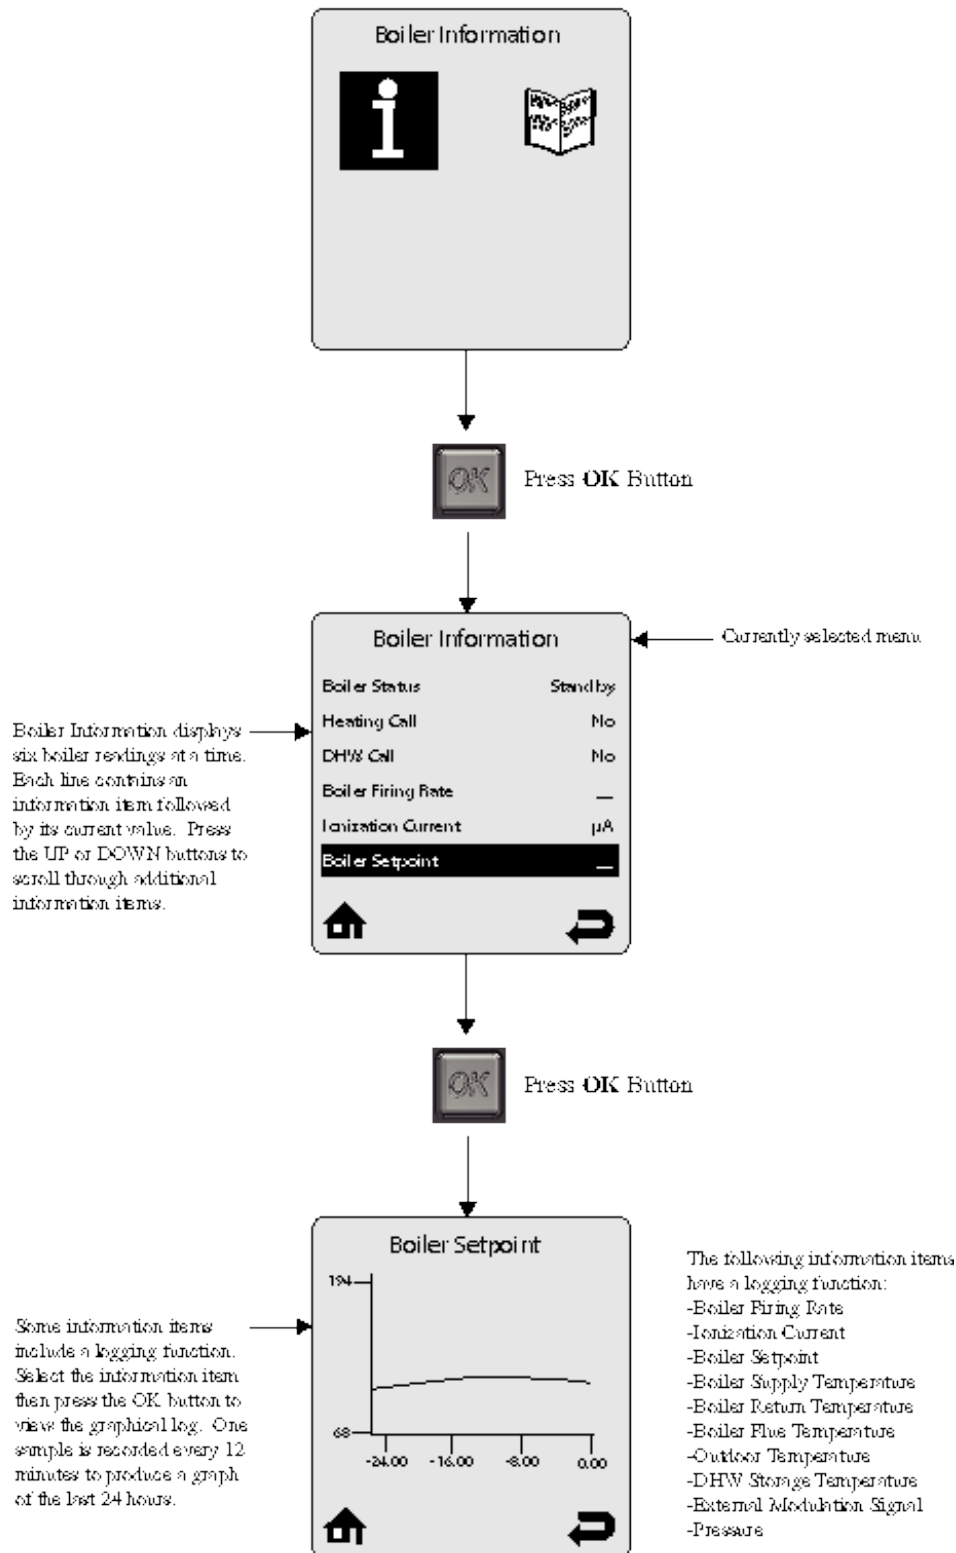 Boiler Information
OK
Press OK Button
Boiler Information
Currently selected menu
Boiler Status Standby
Heating Call No
DHW Call No
Boiler Firing Rate __
Ionization Current µA
Boiler Setpoint __
Boiler Information displays
six boiler readings at a time.
Each line contains an
information item followed
by its current value. Press
the UP or DOWN buttons to
scroll through additional
information items.
OK
Press OK Button
Boiler Setpoint
194
68
-24.00 -16.00 -8.00 0.00
Some information items
include a logging function.
Select the information item
then press the OK button to
view the graphical log. One
sample is recorded every 12
minutes to produce a graph
of the last 24 hours.
The following information items
have a logging function:
-Boiler Firing Rate
-Ionization Current
-Boiler Setpoint
-Boiler Supply Temperature
-Boiler Return Temperature
-Boiler Flue Temperature
-Outdoor Temperature
-DHW Storage Temperature
-External Modulation Signal
-Pressure